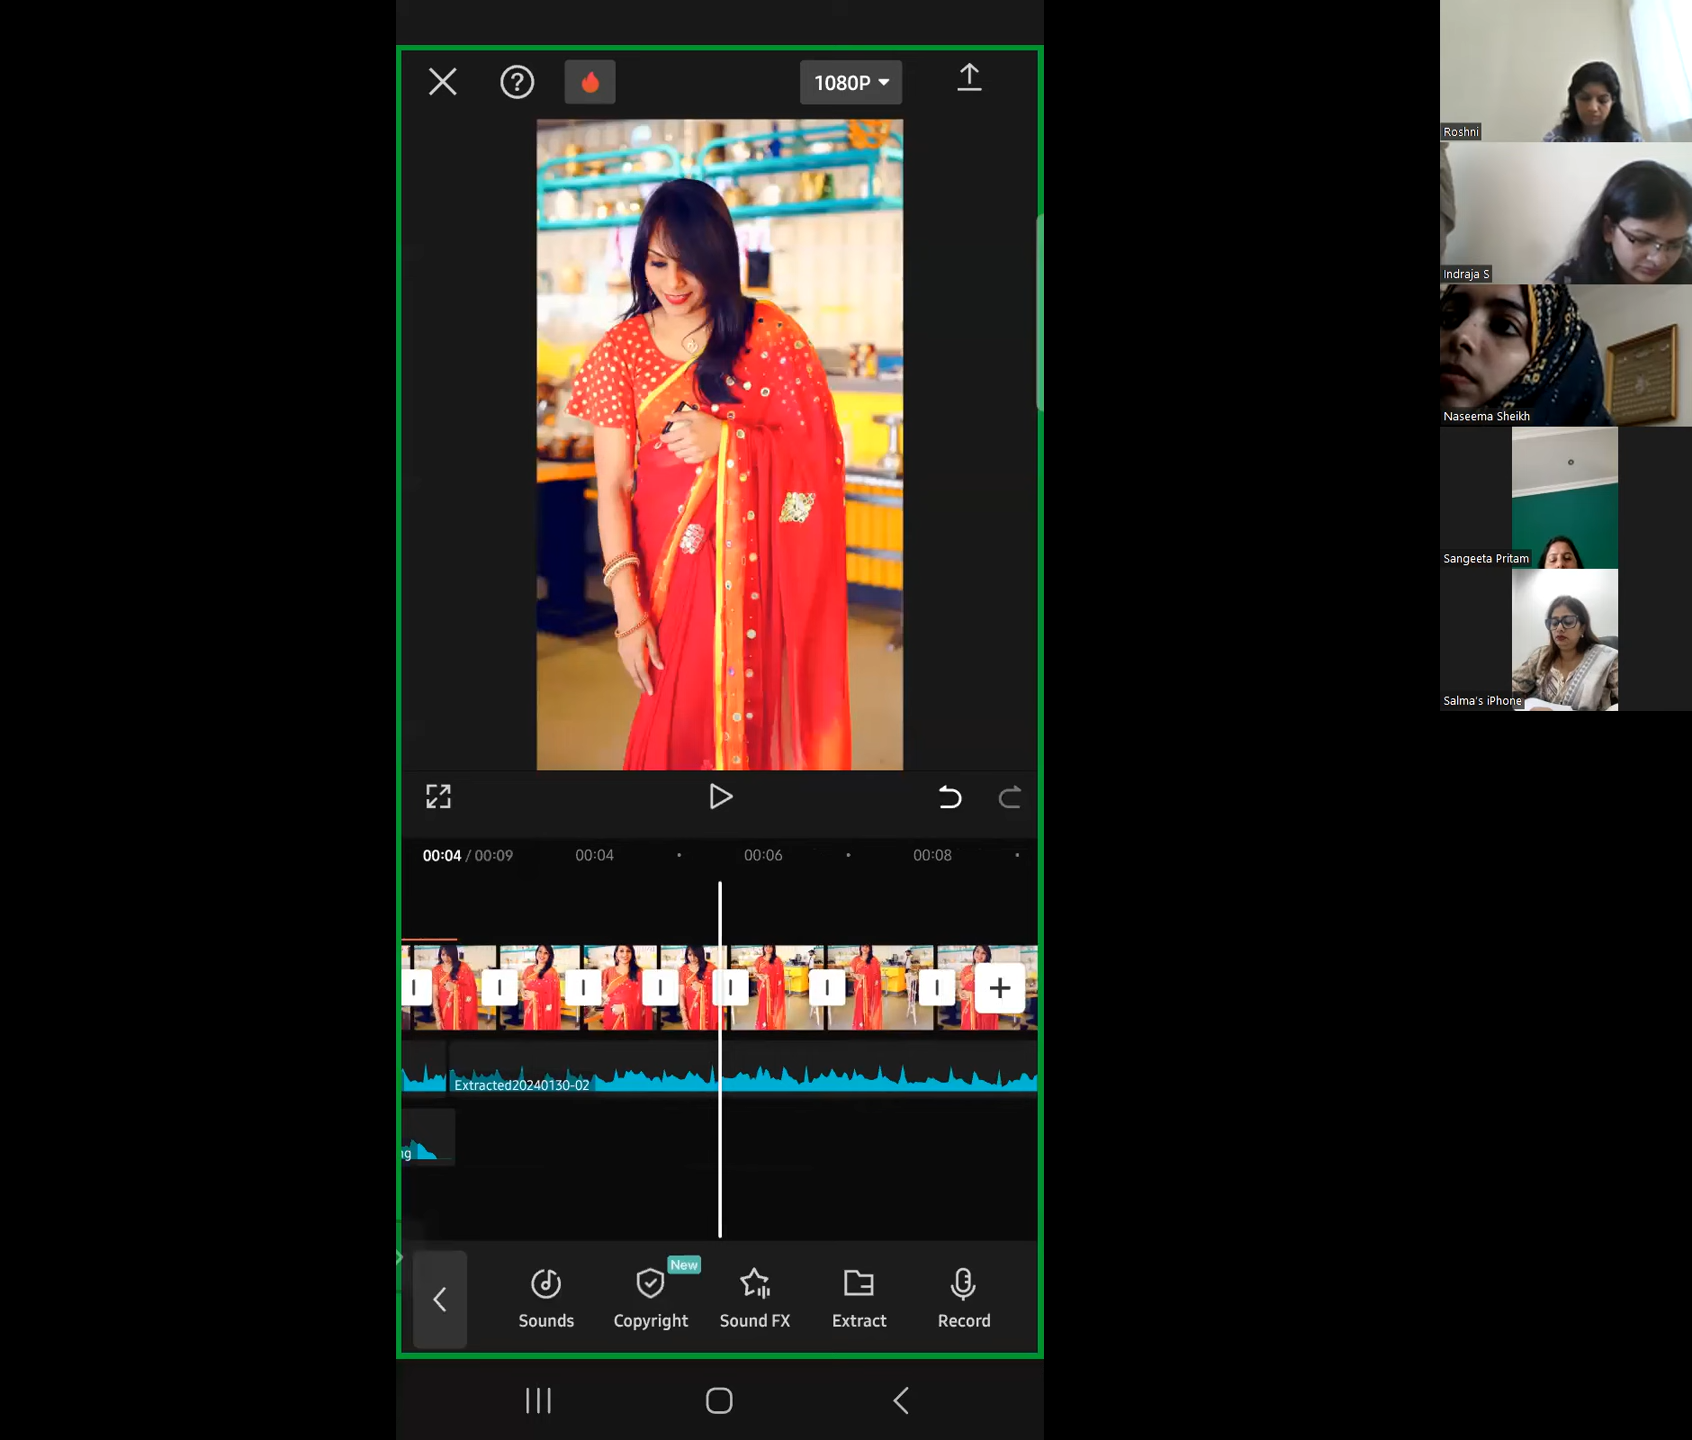 1080P
Roshni
Indraja S
Naseema Sheikh
Sangeeta Pritam
Salma's iPhone
00:04 / 00:09
00:04
00:06
00:08
Extracted20240130-02
ng
New
Sounds
Copyright
Sound FX
Extract
Record